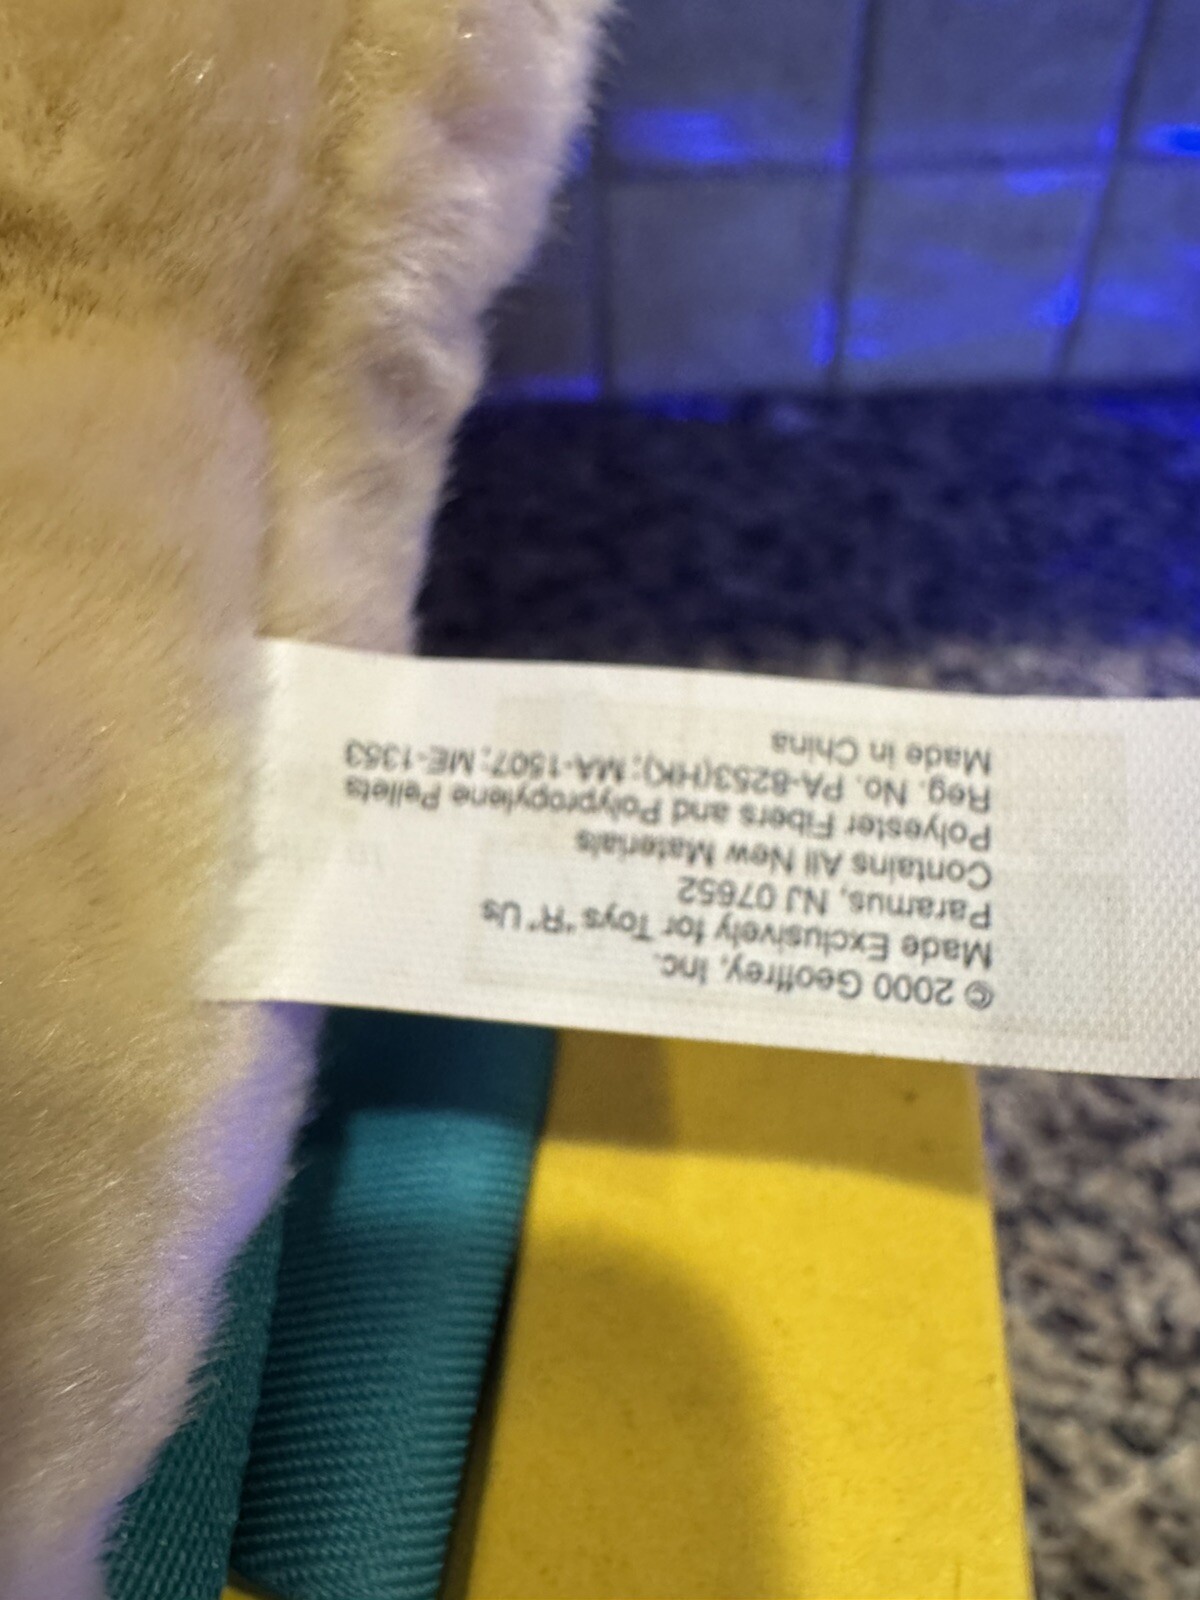 © 2000 Geoffrey, Inc.
Made Exclusively for Toys "R" Us
Paramus, NJ 07652
Contains All New Materials
Polyester Fibers and Polypropylene Pellets
Reg. No. PA-8253(HK); MA-1507; ME-1353
Made in China